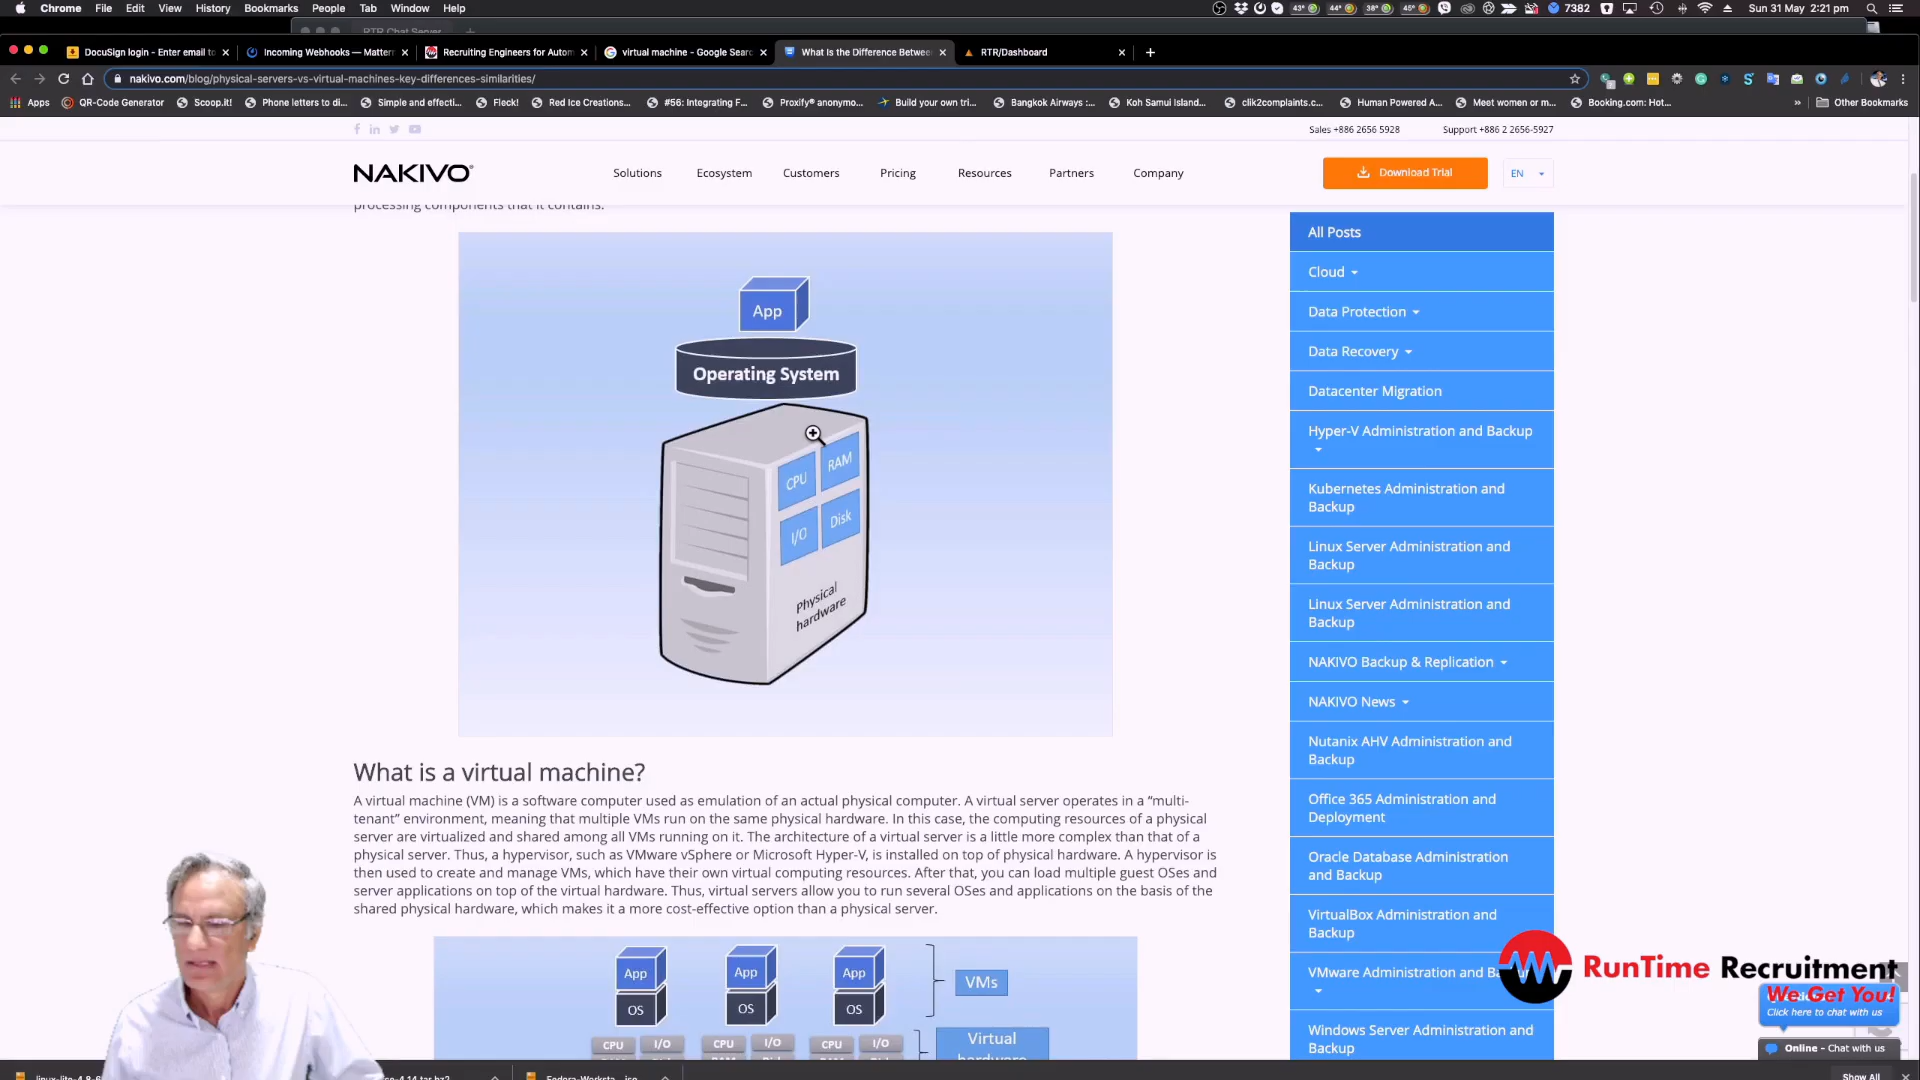 Chrome File Edit View History Bookmarks People Tab Window Help
43° 44° 38° 45° 7382 Sun 31 May 2:21 pm
RTR Chat Server
DocuSign login - Enter email to
Incoming Webhooks — Matterm
Recruiting Engineers for Autom
virtual machine - Google Searc
What Is the Difference Betwee
RTR/Dashboard
nakivo.com/blog/physical-servers-vs-virtual-machines-key-differences-similarities/
Apps QR-Code Generator Scoop.it! Phone letters to di... Simple and effecti... Fleck! Red Ice Creations... #56: Integrating F... Proxify® anonymo... Build your own tri... Bangkok Airways :... Koh Samui Island... clik2complaints.c... Human Powered A... Meet women or m... Booking.com: Hot... » Other Bookmarks
Sales +886 2656 5928 Support +886 2 2656-5927
NAKIVO® Solutions Ecosystem Customers Pricing Resources Partners Company Download Trial EN
processing components that it contains.
App
Operating System
CPU RAM
I/O Disk
Physical
hardware
What is a virtual machine?
A virtual machine (VM) is a software computer used as emulation of an actual physical computer. A virtual server operates in a “multi-
tenant” environment, meaning that multiple VMs run on the same physical hardware. In this case, the computing resources of a physical
server are virtualized and shared among all VMs running on it. The architecture of a virtual server is a little more complex than that of a
physical server. Thus, a hypervisor, such as VMware vSphere or Microsoft Hyper-V, is installed on top of physical hardware. A hypervisor is
then used to create and manage VMs, which have their own virtual computing resources. After that, you can load multiple guest OSes and
server applications on top of the virtual hardware. Thus, virtual servers allow you to run several OSes and applications on the basis of the
shared physical hardware, which makes it a more cost-effective option than a physical server.
App App App
OS OS OS
VMs
CPU I/O CPU I/O CPU I/O
Virtual
hardware
All Posts
Cloud
Data Protection
Data Recovery
Datacenter Migration
Hyper-V Administration and Backup
Kubernetes Administration and
Backup
Linux Server Administration and
Backup
Linux Server Administration and
Backup
NAKIVO Backup & Replication
NAKIVO News
Nutanix AHV Administration and
Backup
Office 365 Administration and
Deployment
Oracle Database Administration
and Backup
VirtualBox Administration and
Backup
VMware Administration and
Windows Server Administration and
Backup
RunTime Recruitment
We Get You!
Click here to chat with us
Online - Chat with us
Show All